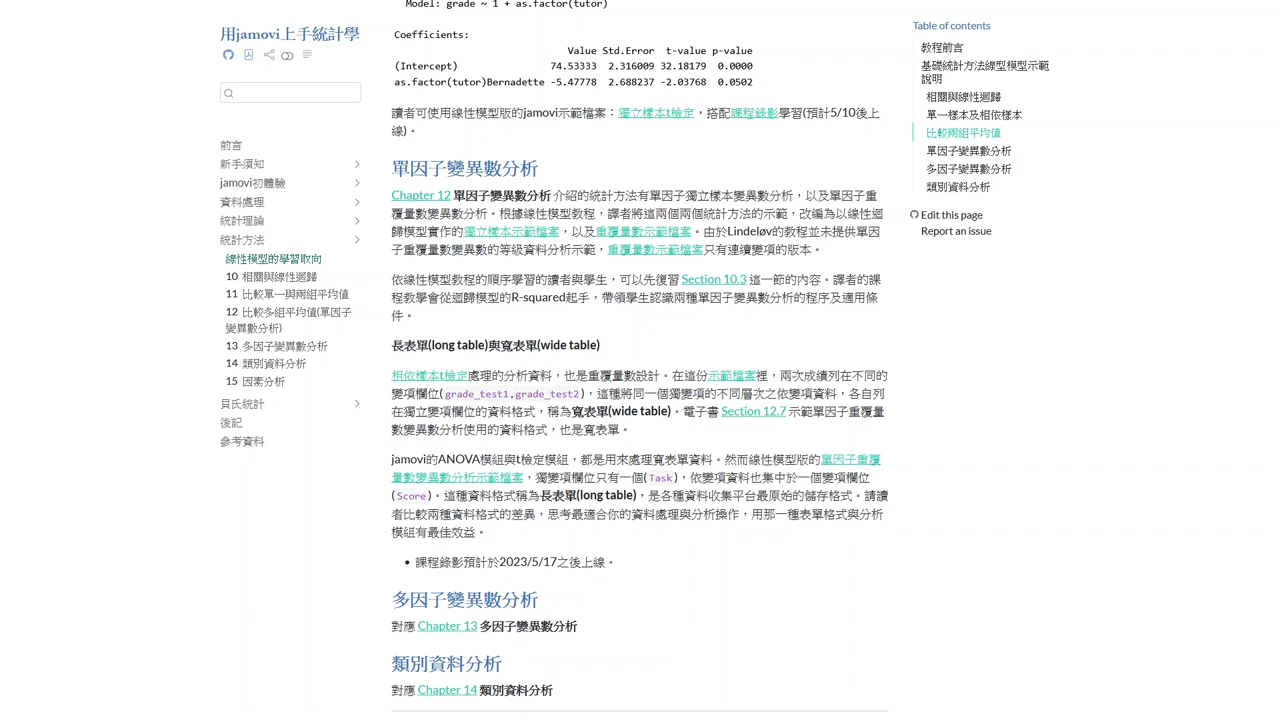 用jamovi上手統計學
前言
新手須知
jamovi初體驗
資料處理
統計理論
統計方法
線性模型的學習取向
10 相關與線性迴歸
11 比較單一與兩組平均值
12 比較多組平均值(單因子
變異數分析)
13 多因子變異數分析
14 類別資料分析
15 因素分析
貝氏統計
後記
參考資料
Model: grade ~ 1 + as.factor(tutor)
Coefficients:
Value Std.Error t-value p-value
(Intercept) 74.53333 2.316009 32.18179 0.0000
as.factor(tutor)Bernadette -5.47778 2.688237 -2.03768 0.0502
讀者可使用線性模型版的jamovi示範檔案：獨立樣本t檢定，搭配課程錄影學習(預計5/10後上
線)。
單因子變異數分析
Chapter 12 單因子變異數分析 介紹的統計方法有單因子獨立樣本變異數分析，以及單因子重
覆量數變異數分析。根據線性模型教程，譯者將這兩個兩個統計方法的示範，改編為以線性迴
歸模型實作的獨立樣本示範檔案，以及重覆量數示範檔案。由於Lindeløv的教程並未提供單因
子重覆量數變異數的等級資料分析示範，重覆量數示範檔案只有連續變項的版本。
依線性模型教程的順序學習的讀者與學生，可以先復習 Section 10.3 這一節的內容。譯者的課
程教學會從迴歸模型的R-squared起手，帶領學生認識兩種單因子變異數分析的程序及適用條
件。
長表單(long table)與寬表單(wide table)
相依樣本t檢定處理的分析資料，也是重覆量數設計。在這份示範檔案裡，兩次成績列在不同的
變項欄位(grade_test1,grade_test2)，這種將同一個獨變項的不同層次之依變項資料，各自列
在獨立變項欄位的資料格式，稱為寬表單(wide table)。電子書 Section 12.7 示範單因子重覆量
數變異數分析使用的資料格式，也是寬表單。
jamovi的ANOVA模組與t檢定模組，都是用來處理寬表單資料。然而線性模型版的單因子重覆
量數變異數分析示範檔案，獨變項欄位只有一個(Task)，依變項資料也集中於一個變項欄位
(Score)。這種資料格式稱為長表單(long table)，是各種資料收集平台最原始的儲存格式。請讀
者比較兩種資料格式的差異，思考最適合你的資料處理與分析操作，用那一種表單格式與分析
模組有最佳效益。
• 課程錄影預計於2023/5/17之後上線。
多因子變異數分析
對應 Chapter 13 多因子變異數分析
類別資料分析
對應 Chapter 14 類別資料分析
Table of contents
教程前言
基礎統計方法線型模型示範
說明
相關與線性迴歸
單一樣本及相依樣本
比較兩組平均值
單因子變異數分析
多因子變異數分析
類別資料分析
Edit this page
Report an issue